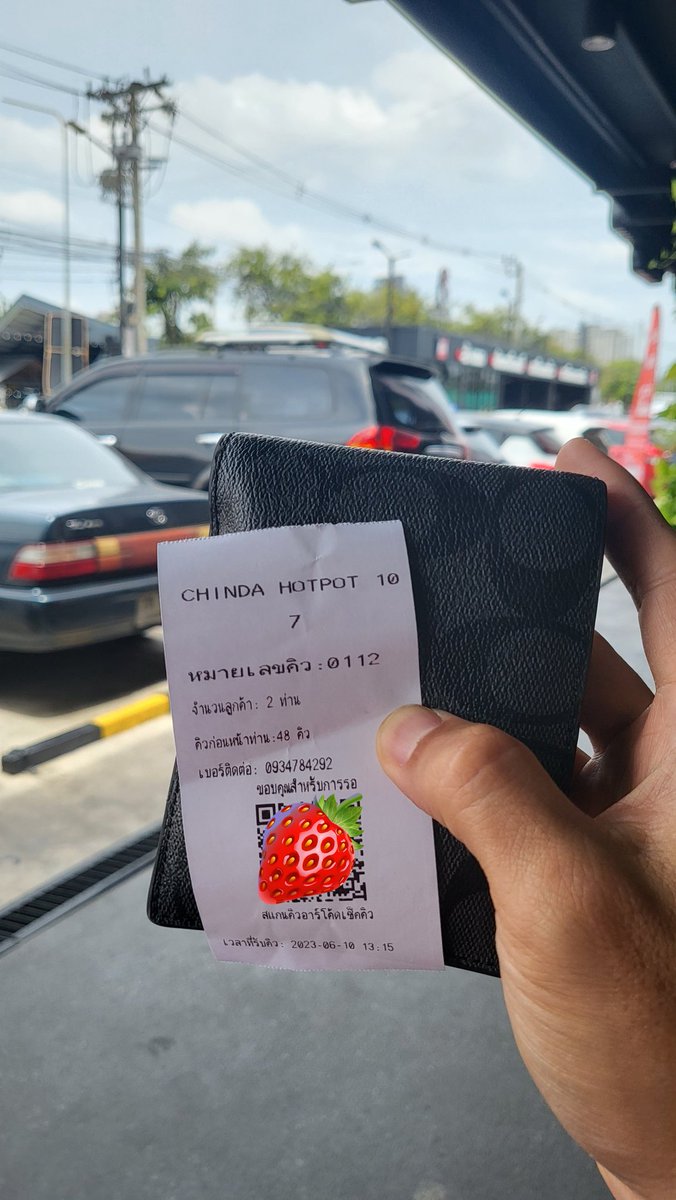 CHINDA HOTPOT 10
7
หมายเลขคิว:0112
จำนวนลูกค้า: 2 ท่าน
คิวก่อนหน้าท่าน:48 คิว
เบอร์ติดต่อ: 0934784292
ขอบคุณสำหรับการรอ
สแกนคิวอาร์โค้ดเช็คคิว
เวลาที่รับคิว: 2023-06-10 13:15